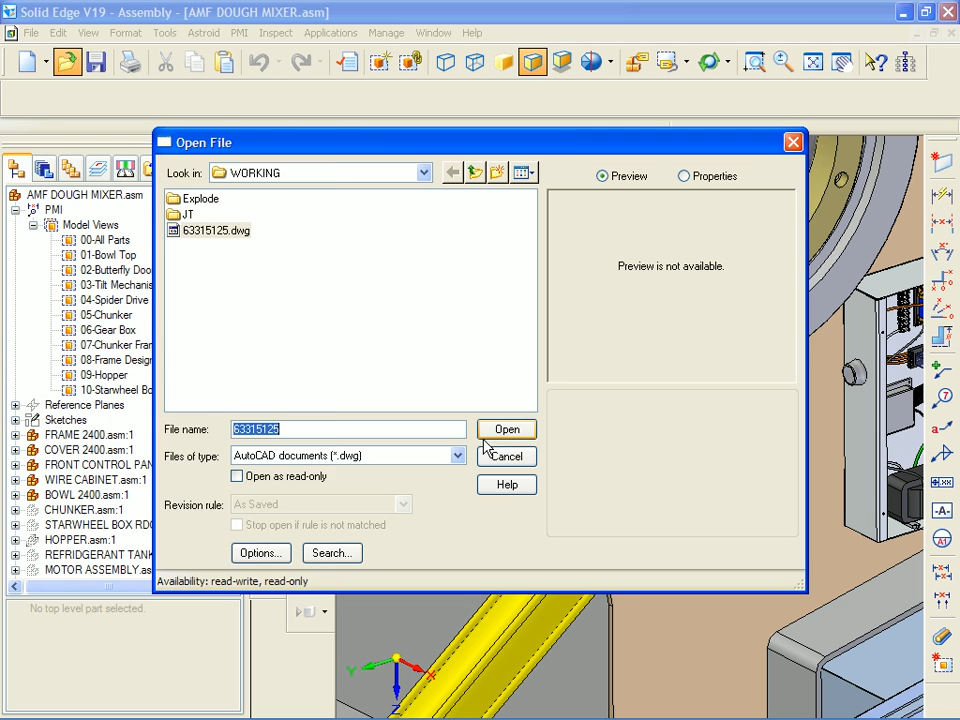 Solid Edge V19 - Assembly - [AMF DOUGH MIXER.asm]
File Edit View Format Tools Astroid PMI Inspect Applications Manage Window Help
Open File
Look in: WORKING
Preview Properties
Explode
JT
63315125.dwg
Preview is not available.
File name: 63315125 Open
Files of type: AutoCAD documents (*.dwg) Cancel
Open as read-only Help
Revision rule: As Saved
Stop open if rule is not matched
Options... Search...
Availability: read-write, read-only
AMF DOUGH MIXER.asm
PMI
Model Views
00-All Parts
01-Bowl Top
02-Butterfly Doo
03-Tilt Mechanis
04-Spider Drive
05-Chunker
06-Gear Box
07-Chunker Fra
08-Frame Design
09-Hopper
10-Starwheel Bo
Reference Planes
Sketches
FRAME 2400.asm:1
COVER 2400.asm:1
FRONT CONTROL PAN
WIRE CABINET.asm:1
BOWL 2400.asm:1
CHUNKER.asm:1
STARWHEEL BOX RDC
HOPPER.asm:1
REFRIDGERANT TANK
MOTOR ASSEMBLY.as
No top level part selected.
Y X
Z